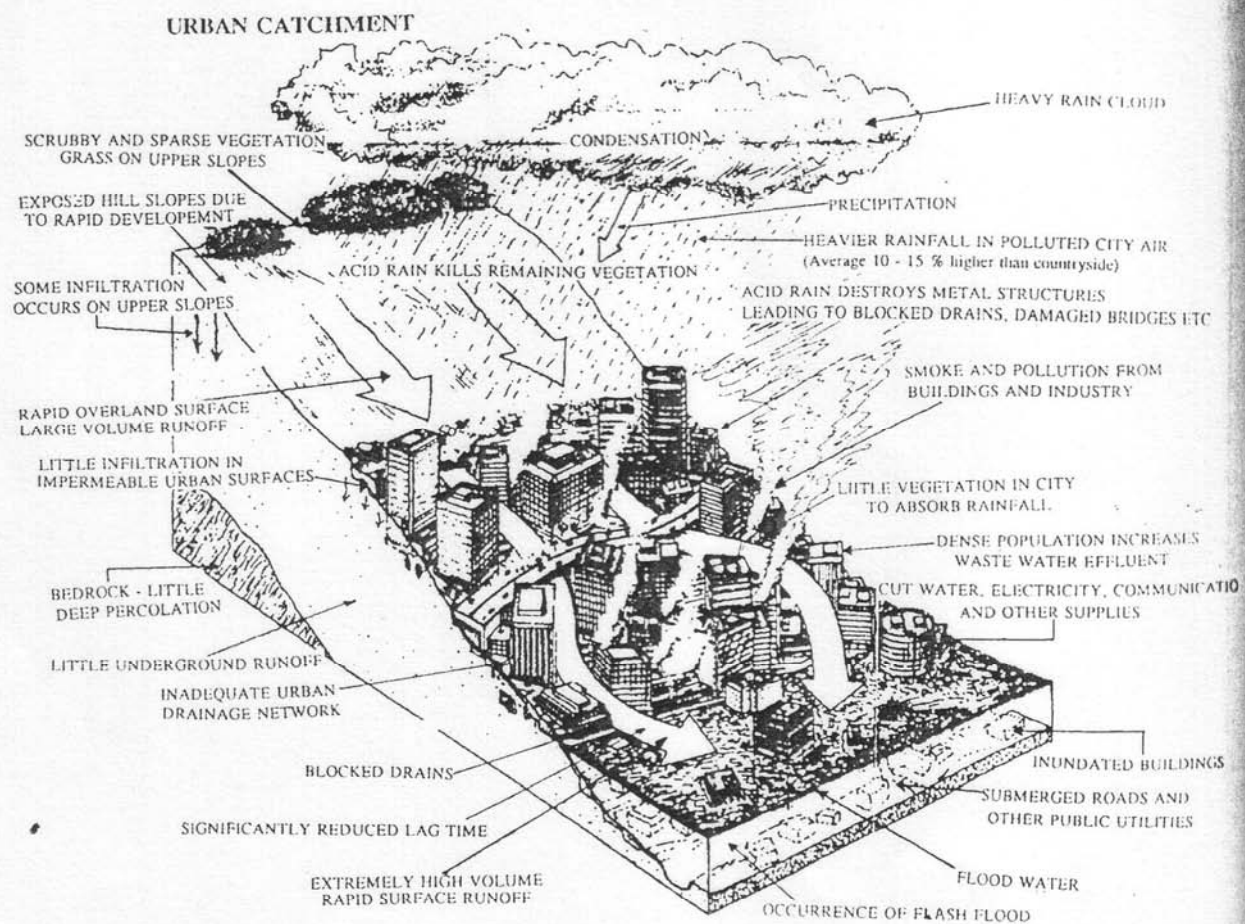 URBAN CATCHMENT
HEAVY RAIN CLOUD
SCRUBBY AND SPARSE VEGETATION
GRASS ON UPPER SLOPES
CONDENSATION
EXPOSED HILL SLOPES DUE
TO RAPID DEVELOPEMNT
PRECIPITATION
HEAVIER RAINFALL IN POLLUTED CITY AIR
(Average 10 - 15 % higher than countryside)
ACID RAIN KILLS REMAINING VEGETATION
SOME INFILTRATION
OCCURS ON UPPER SLOPES
ACID RAIN DESTROYS METAL STRUCTURES
LEADING TO BLOCKED DRAINS, DAMAGED BRIDGES ETC
SMOKE AND POLLUTION FROM
BUILDINGS AND INDUSTRY
RAPID OVERLAND SURFACE
LARGE VOLUME RUNOFF
LITTLE INFILTRATION IN
IMPERMEABLE URBAN SURFACES
LITTLE VEGETATION IN CITY
TO ABSORB RAINFALL
DENSE POPULATION INCREASES
WASTE WATER EFFLUENT
BEDROCK - LITTLE
DEEP PERCOLATION
CUT WATER, ELECTRICITY, COMMUNICATIO
AND OTHER SUPPLIES
LITTLE UNDERGROUND RUNOFF
INADEQUATE URBAN
DRAINAGE NETWORK
BLOCKED DRAINS
INUNDATED BUILDINGS
SUBMERGED ROADS AND
OTHER PUBLIC UTILITIES
SIGNIFICANTLY REDUCED LAG TIME
EXTREMELY HIGH VOLUME
RAPID SURFACE RUNOFF
FLOOD WATER
OCCURRENCE OF FLASH FLOOD